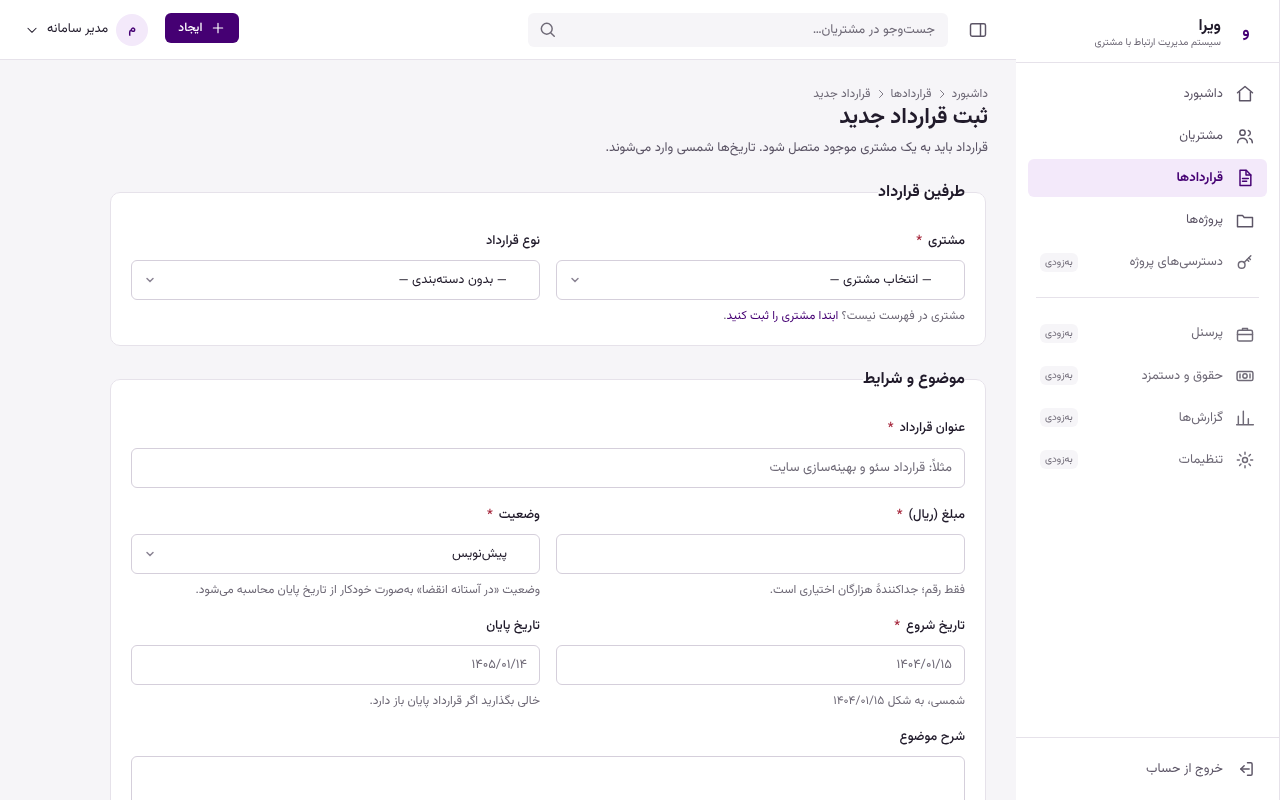 و
ویرا
سیستم مدیریت ارتباط با مشتری
داشبورد
مشتریان
قراردادها
پروژه‌ها
دسترسی‌های پروژه
به‌زودی
پرسنل
به‌زودی
حقوق و دستمزد
به‌زودی
گزارش‌ها
به‌زودی
تنظیمات
به‌زودی
خروج از حساب
جست‌وجو در مشتریان...
ایجاد
م
مدیر سامانه
داشبورد
قراردادها
قرارداد جدید
ثبت قرارداد جدید
قرارداد باید به یک مشتری موجود متصل شود. تاریخ‌ها شمسی وارد می‌شوند.
طرفین قرارداد
مشتری *
نوع قرارداد
— انتخاب مشتری —
— بدون دسته‌بندی —
مشتری در فهرست نیست؟ ابتدا مشتری را ثبت کنید.
موضوع و شرایط
عنوان قرارداد *
مثلاً: قرارداد سئو و بهینه‌سازی سایت
مبلغ (ریال) *
وضعیت *
پیش‌نویس
فقط رقم؛ جداکنندهٔ هزارگان اختیاری است.
وضعیت «در آستانه انقضا» به‌صورت خودکار از تاریخ پایان محاسبه می‌شود.
تاریخ شروع *
تاریخ پایان
۱۴۰۴/۰۱/۱۵
۱۴۰۵/۰۱/۱۴
شمسی، به شکل ۱۴۰۴/۰۱/۱۵
خالی بگذارید اگر قرارداد پایان باز دارد.
شرح موضوع